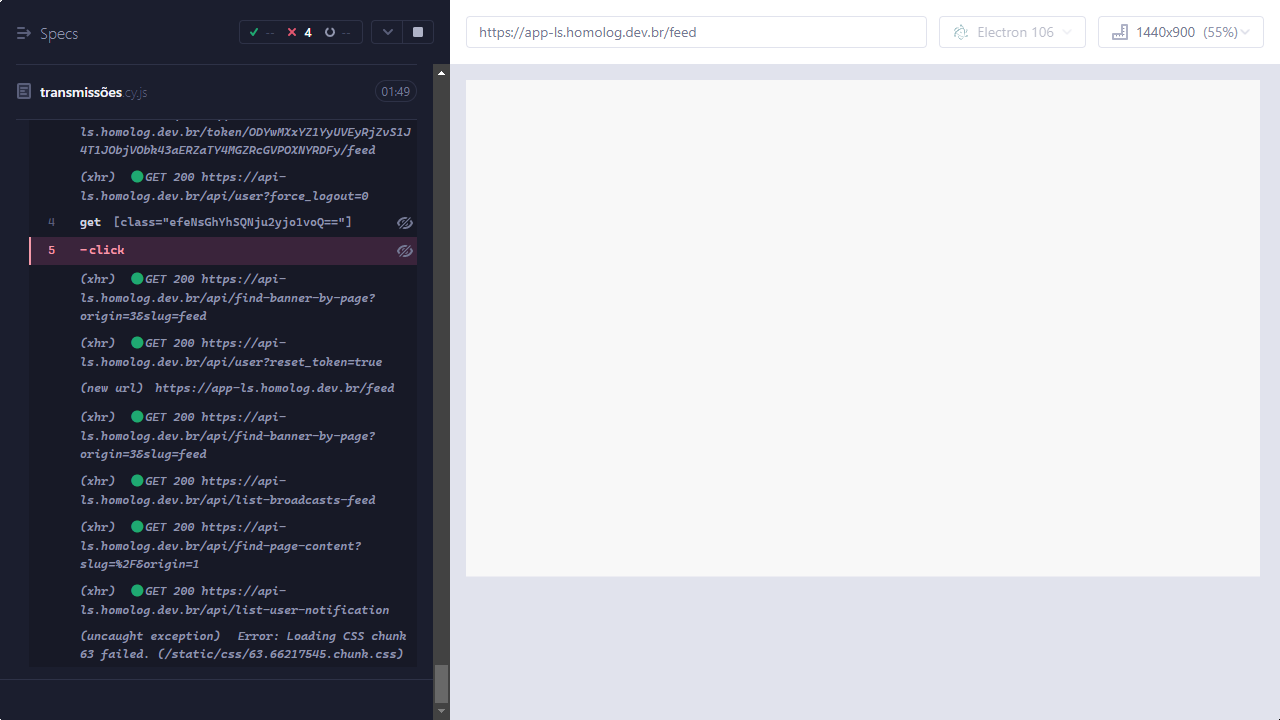 Specs
-- 4 --
https://app-ls.homolog.dev.br/feed
Electron 106
1440x900 (55%)
transmissões.cy.js
01:49
ls.homolog.dev.br/token/ODYwMXxYZ1YyUVEyRjZvS1J
4T1JObjVObk43aERZaTY4MGZRcGVPOXNYRDFy/feed
(xhr) GET 200 https://api-
ls.homolog.dev.br/api/user?force_logout=0
4 get [class="efeNsGhYhSQNju2yjo1voQ=="]
5 -click
(xhr) GET 200 https://api-
ls.homolog.dev.br/api/find-banner-by-page?
origin=3&slug=feed
(xhr) GET 200 https://api-
ls.homolog.dev.br/api/user?reset_token=true
(new url) https://app-ls.homolog.dev.br/feed
(xhr) GET 200 https://api-
ls.homolog.dev.br/api/find-banner-by-page?
origin=3&slug=feed
(xhr) GET 200 https://api-
ls.homolog.dev.br/api/list-broadcasts-feed
(xhr) GET 200 https://api-
ls.homolog.dev.br/api/find-page-content?
slug=%2F&origin=1
(xhr) GET 200 https://api-
ls.homolog.dev.br/api/list-user-notification
(uncaught exception) Error: Loading CSS chunk
63 failed. (/static/css/63.66217545.chunk.css)